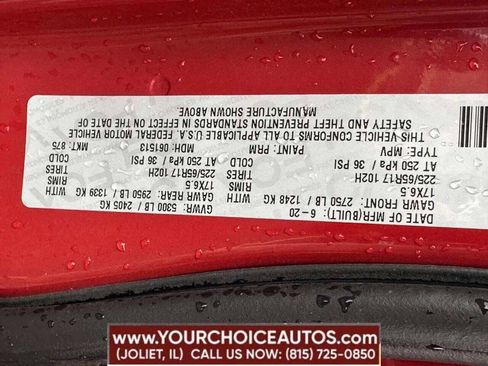 DATE OF MFR(BUILT): 6-20
GVWR: 5300 LB / 2405 KG
GAWR FRONT: 2750 LB / 1248 KG
GAWR REAR: 2950 LB / 1339 KG
17X6.5 RIMS WITH
17X6.5 RIMS WITH
225/65R17 102H
225/65R17 102H
AT 250 kPa / 36 PSI COLD
AT 250 kPa / 36 PSI COLD
TYPE: MPV PAINT: PRM MDH: 061813 MKT: 875
THIS VEHICLE CONFORMS TO ALL APPLICABLE U.S.A. FEDERAL MOTOR VEHICLE
SAFETY AND THEFT PREVENTION STANDARDS IN EFFECT ON THE DATE OF
MANUFACTURE SHOWN ABOVE.
WWW.YOURCHOICEAUTOS.COM
(JOLIET, IL) CALL US NOW (815) 725-0850